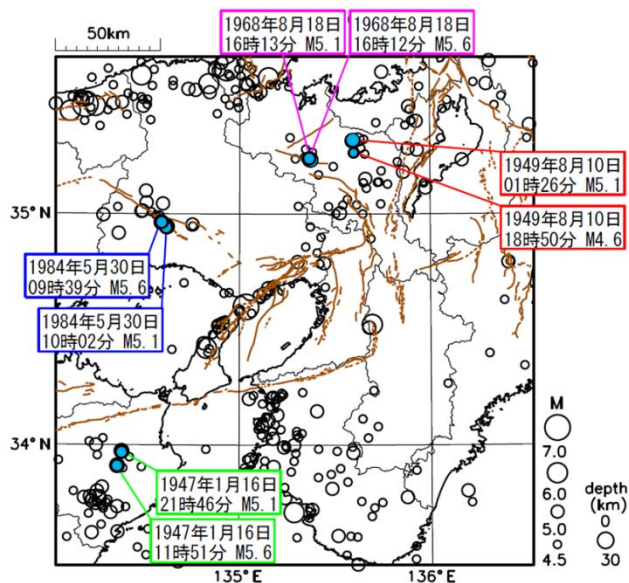 1968年8月18日
16時13分 M5.1
1968年8月18日
16時12分 M5.6
50km
1949年8月10日
01時26分 M5.1
35°N
1949年8月10日
18時50分 M4.6
1984年5月30日
09時39分 M5.6
1984年5月30日
10時02分 M5.1
M
7.0
6.0
5.0
4.5
depth
(km)
0
30
34°N
1947年1月16日
21時46分 M5.1
1947年1月16日
11時51分 M5.6
135°E
136°E